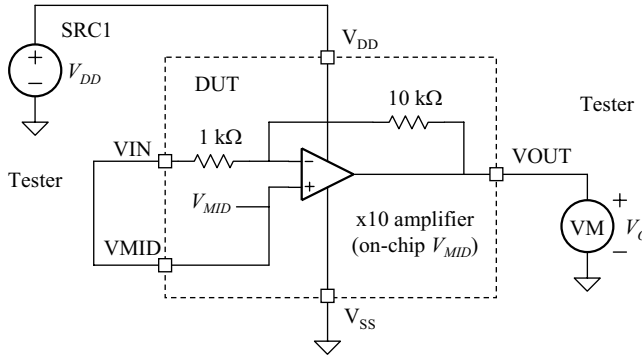 SRC1
V_DD
V_DD
DUT
10 kΩ
Tester
1 kΩ
VIN
VOUT
Tester
V_MID
VMID
x10 amplifier
(on-chip V_MID)
VM
V_SS
+
−
−
+
+
−